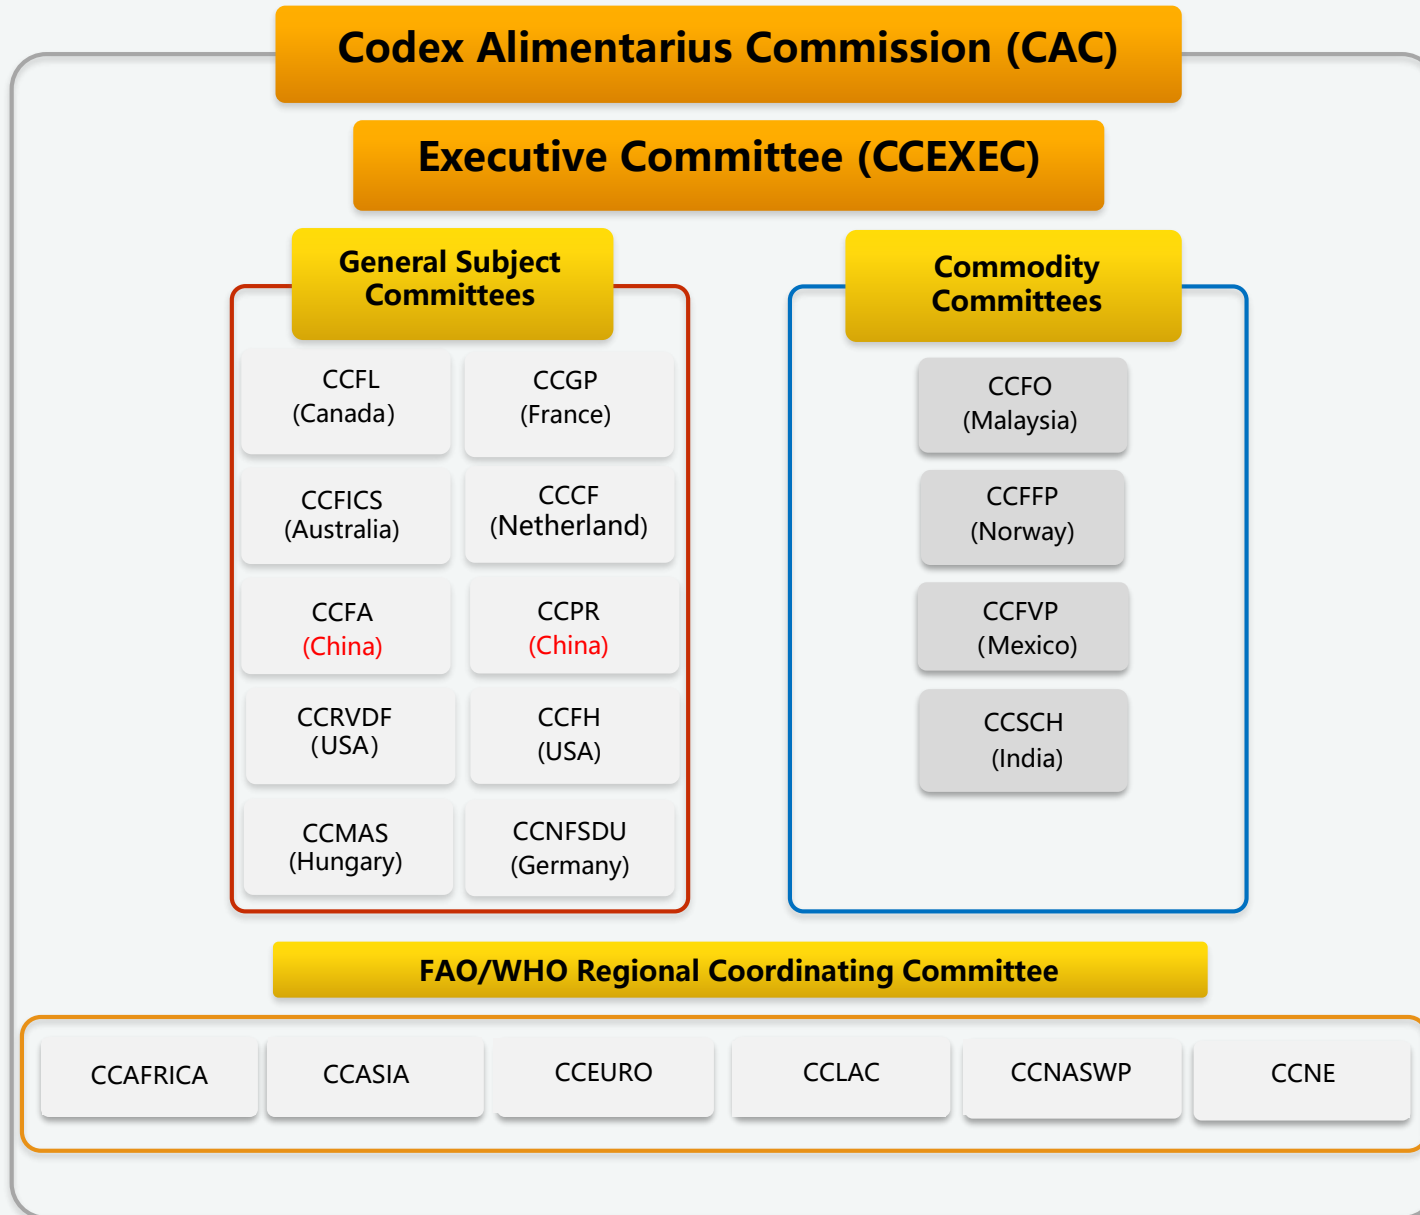 Codex Alimentarius Commission (CAC)
Executive Committee (CCEXEC)
General Subject
Committees
CCFL
(Canada)
CCGP
(France)
CCFICS
(Australia)
CCCF
(Netherland)
CCFA
(China)
CCPR
(China)
CCRVDF
(USA)
CCFH
(USA)
CCMAS
(Hungary)
CCNFSDU
(Germany)
Commodity
Committees
CCFO
(Malaysia)
CCFFP
(Norway)
CCFVP
(Mexico)
CCSCH
(India)
FAO/WHO Regional Coordinating Committee
CCAFRICA
CCASIA
CCEURO
CCLAC
CCNASWP
CCNE